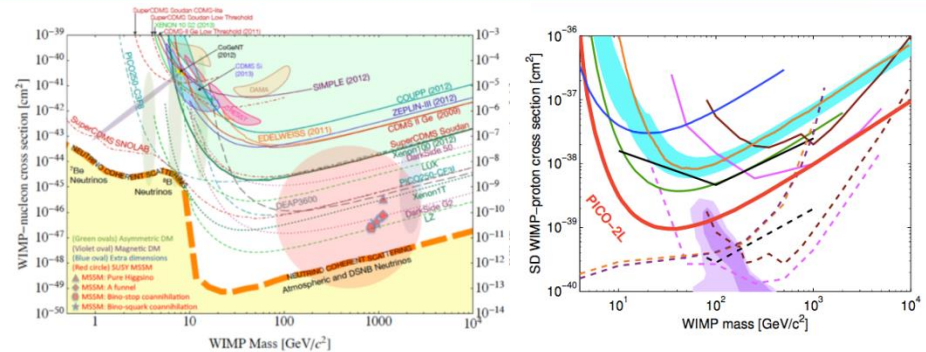 SuperCDMS Soudan CDMS-lite
SuperCDMS Soudan Low Threshold
XENON 10 S2 (2013)
CDMS-II Ge Low Threshold (2011)
10⁻³⁹
10⁻⁴⁰
10⁻⁴¹
10⁻⁴²
10⁻⁴³
10⁻⁴⁴
10⁻⁴⁵
10⁻⁴⁶
10⁻⁴⁷
10⁻⁴⁸
10⁻⁴⁹
10⁻⁵⁰
WIMP–nucleon cross section [cm²]
CoGeNT
(2012)
CDMS Si
(2013)
DAMA
SIMPLE (2012)
COUPP (2012)
ZEPLIN-III (2012)
CDMS II Ge (2009)
EDELWEISS (2011)
SuperCDMS Soudan
Xenon100 (2012)
DarkSide 50
LUX
PICO250-CF3I
Xenon1T
DEAP3600
DarkSide G2
LZ
SuperCDMS SNOLAB
NEUTRINO COHERENT SCATTERING
⁷Be
Neutrinos
⁸B
Neutrinos
NEUTRINO COHERENT SCATTERING
Atmospheric and DSNB Neutrinos
(Green ovals) Asymmetric DM
(Violet oval) Magnetic DM
(Blue oval) Extra dimensions
(Red circle) SUSY MSSM
MSSM: Pure Higgsino
MSSM: A funnel
MSSM: Bino-stop coannihilation
MSSM: Bino-squark coannihilation
1
10
100
1000
10⁴
WIMP Mass [GeV/c²]
10⁻³
10⁻⁴
10⁻⁵
10⁻⁶
10⁻⁷
10⁻⁸
10⁻⁹
10⁻¹⁰
10⁻¹¹
10⁻¹²
10⁻¹³
10⁻¹⁴
10⁻³⁶
10⁻³⁷
10⁻³⁸
10⁻³⁹
10⁻⁴⁰
SD WIMP–proton cross section [cm²]
PICO-2L
10¹
10²
10³
10⁴
WIMP mass [GeV/c²]